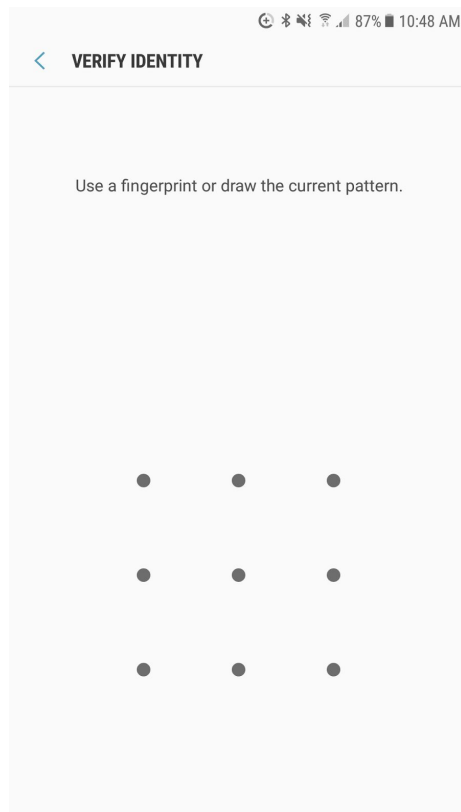 87% 10:48 AM
VERIFY IDENTITY
Use a fingerprint or draw the current pattern.